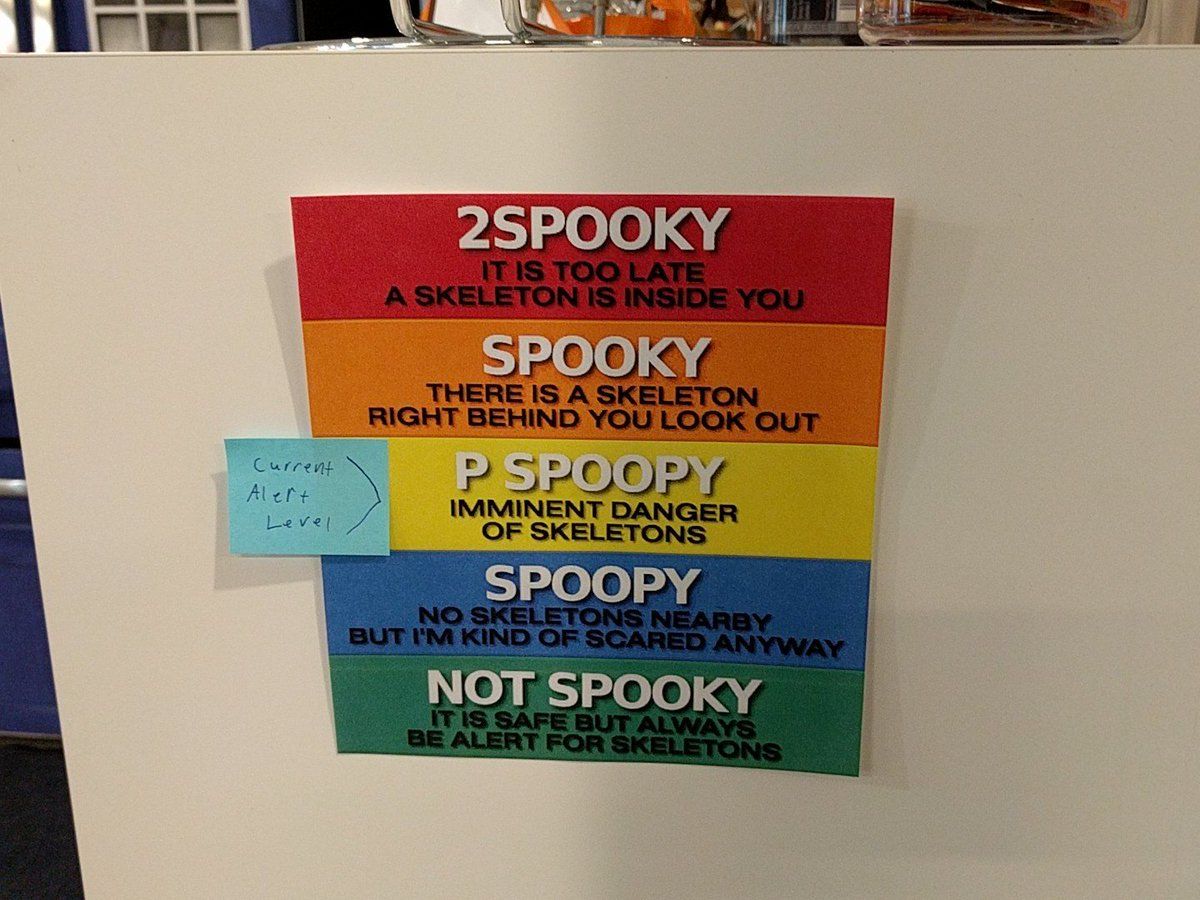 2SPOOKY
IT IS TOO LATE
A SKELETON IS INSIDE YOU
SPOOKY
THERE IS A SKELETON
RIGHT BEHIND YOU LOOK OUT
Current
Alert
Level
P SPOOPY
IMMINENT DANGER
OF SKELETONS
SPOOPY
NO SKELETONS NEARBY
BUT I'M KIND OF SCARED ANYWAY
NOT SPOOKY
IT IS SAFE BUT ALWAYS
BE ALERT FOR SKELETONS